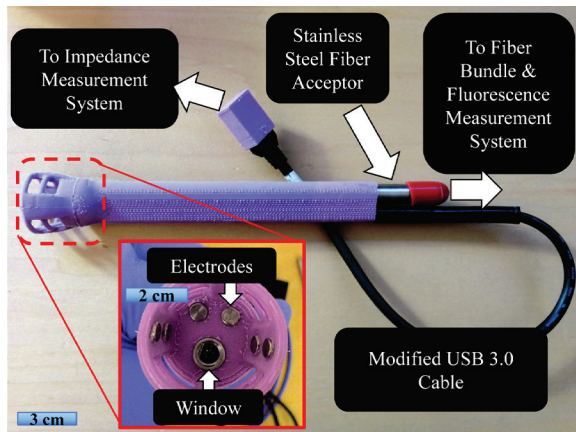 To Impedance
Measurement
System
Stainless
Steel Fiber
Acceptor
To Fiber
Bundle &
Fluorescence
Measurement
System
Electrodes
2 cm
Window
Modified USB 3.0
Cable
3 cm